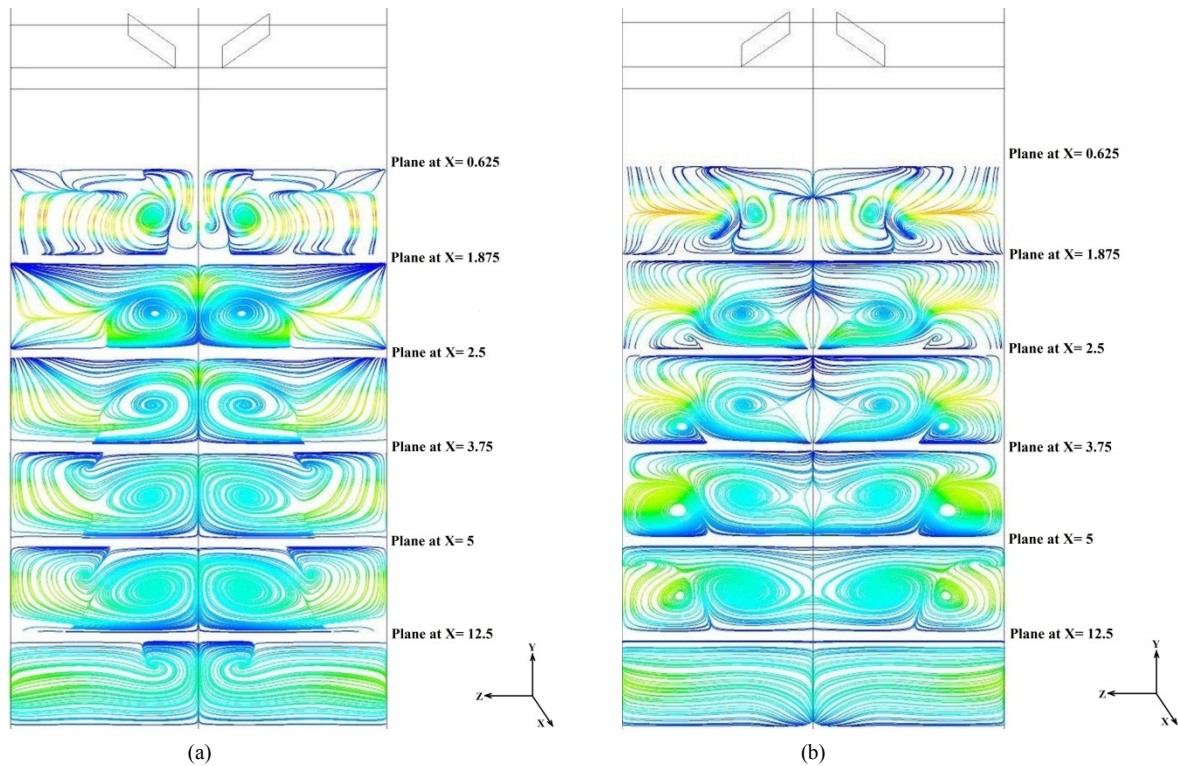 Plane at X= 0.625
Plane at X= 1.875
Plane at X= 2.5
Plane at X= 3.75
Plane at X= 5
Plane at X= 12.5
Y
Z
X
(a)
Plane at X= 0.625
Plane at X= 1.875
Plane at X= 2.5
Plane at X= 3.75
Plane at X= 5
Plane at X= 12.5
Y
Z
X
(b)